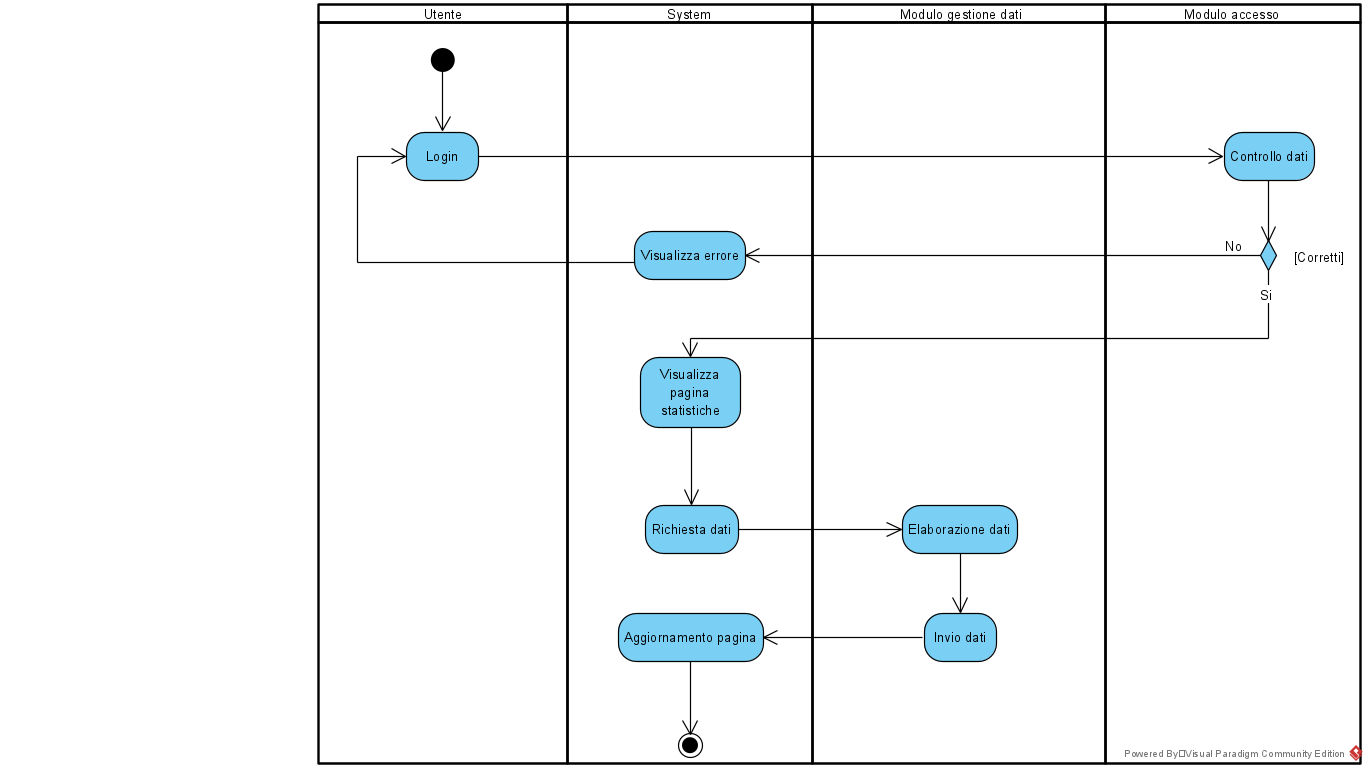 Utente
System
Modulo gestione dati
Modulo accesso
Login
Controllo dati
Visualizza errore
No
[Corretti]
Si
Visualizza
pagina
statistiche
Richiesta dati
Elaborazione dati
Aggiornamento pagina
Invio dati
Powered By□Visual Paradigm Community Edition